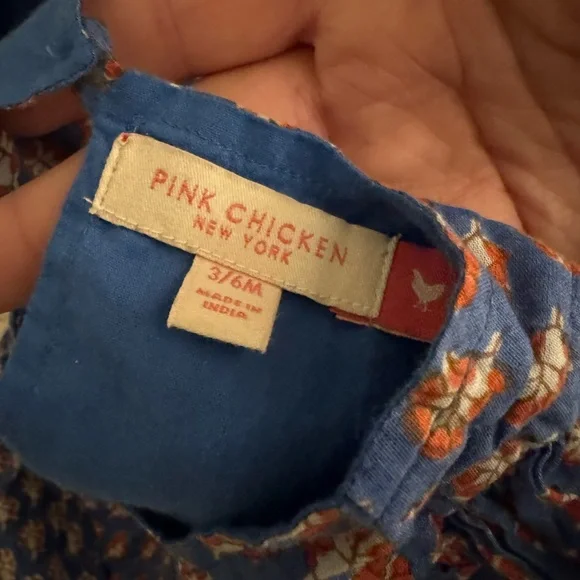 PINK CHICKEN
NEW YORK
3/6M
MADE IN
INDIA